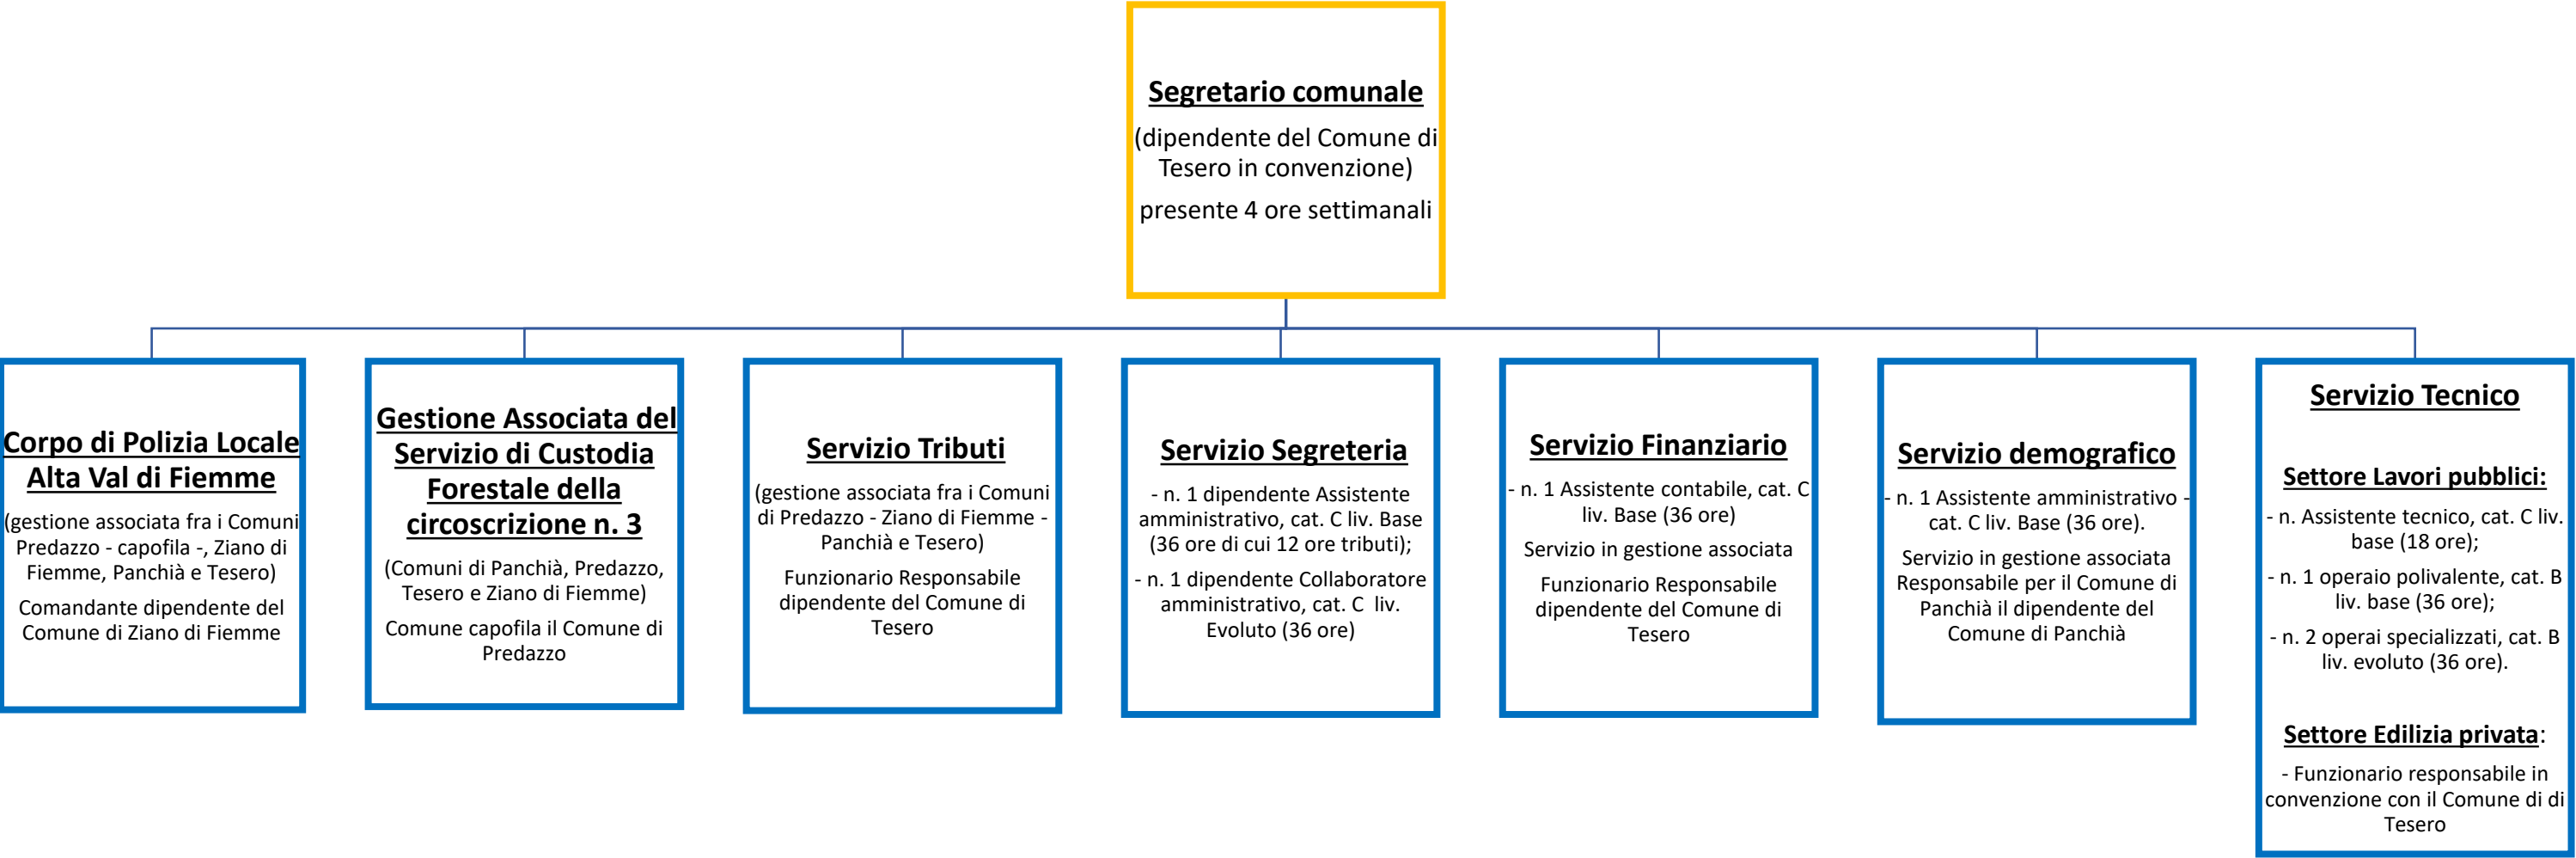 Segretario comunale
(dipendente del Comune di
Tesero in convenzione)
presente 4 ore settimanali
Corpo di Polizia Locale
Alta Val di Fiemme
(gestione associata fra i Comuni
Predazzo - capofila -, Ziano di
Fiemme, Panchià e Tesero)
Comandante dipendente del
Comune di Ziano di Fiemme
Gestione Associata del
Servizio di Custodia
Forestale della
circoscrizione n. 3
(Comuni di Panchià, Predazzo,
Tesero e Ziano di Fiemme)
Comune capofila il Comune di
Predazzo
Servizio Tributi
(gestione associata fra i Comuni
di Predazzo - Ziano di Fiemme -
Panchià e Tesero)
Funzionario Responsabile
dipendente del Comune di
Tesero
Servizio Segreteria
- n. 1 dipendente Assistente
amministrativo, cat. C liv. Base
(36 ore di cui 12 ore tributi);
- n. 1 dipendente Collaboratore
amministrativo, cat. C liv.
Evoluto (36 ore)
Servizio Finanziario
- n. 1 Assistente contabile, cat. C
liv. Base (36 ore)
Servizio in gestione associata
Funzionario Responsabile
dipendente del Comune di
Tesero
Servizio demografico
- n. 1 Assistente amministrativo -
cat. C liv. Base (36 ore).
Servizio in gestione associata
Responsabile per il Comune di
Panchià il dipendente del
Comune di Panchià
Servizio Tecnico
Settore Lavori pubblici:
- n. Assistente tecnico, cat. C liv.
base (18 ore);
- n. 1 operaio polivalente, cat. B
liv. base (36 ore);
- n. 2 operai specializzati, cat. B
liv. evoluto (36 ore).
Settore Edilizia privata:
- Funzionario responsabile in
convenzione con il Comune di di
Tesero